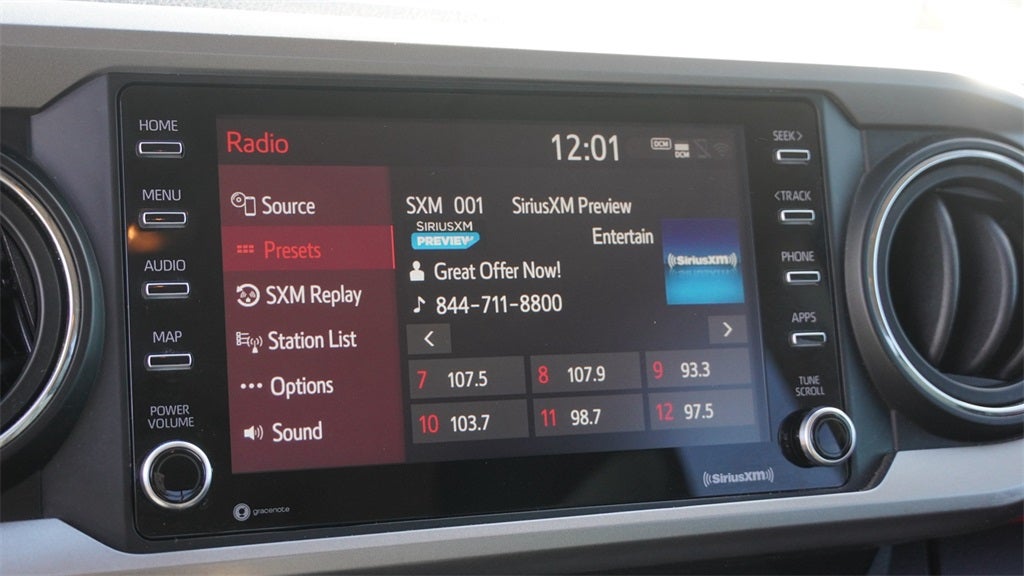 HOME
MENU
AUDIO
MAP
POWER
VOLUME
Radio
12:01
DCM
DCM
Source
Presets
SXM Replay
Station List
Options
Sound
SXM 001 SiriusXM Preview
SIRIUSXM
PREVIEW
Entertain
Great Offer Now!
844-711-8800
SiriusXM
<
>
7 107.5
8 107.9
9 93.3
10 103.7
11 98.7
12 97.5
SEEK >
< TRACK
PHONE
APPS
TUNE
SCROLL
gracenote
SiriusXM